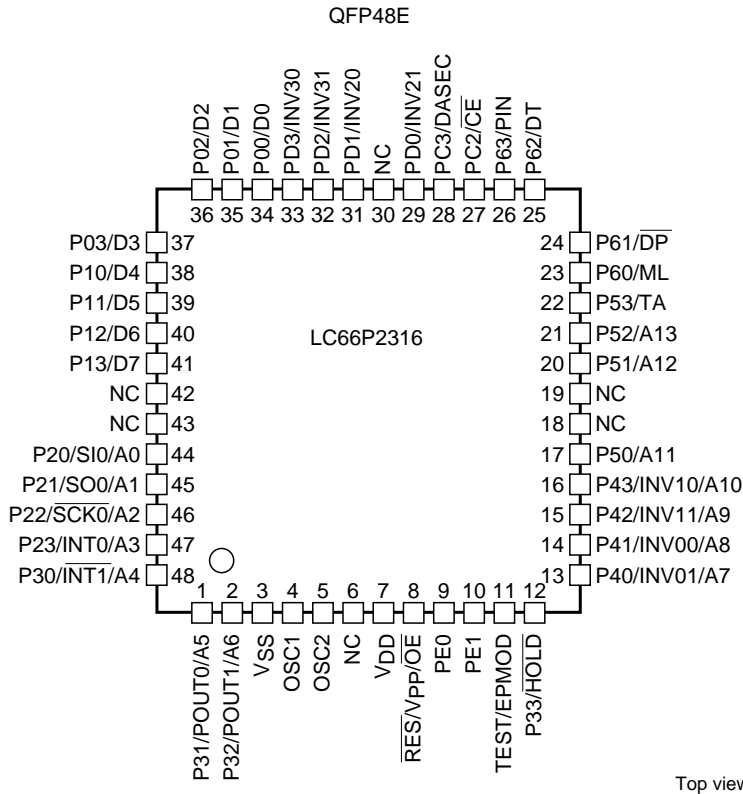 QFP48E
P02/D2
P01/D1
P00/D0
PD3/INV30
PD2/INV31
PD1/INV20
NC
PD0/INV21
PC3/DASEC
PC2/CE
P63/PIN
P62/DT
36 35 34 33 32 31 30 29 28 27 26 25
P03/D3 37
P10/D4 38
P11/D5 39
P12/D6 40
P13/D7 41
NC 42
NC 43
P20/SI0/A0 44
P21/SO0/A1 45
P22/SCK0/A2 46
P23/INT0/A3 47
P30/INT1/A4 48
LC66P2316
24 P61/DP
23 P60/ML
22 P53/TA
21 P52/A13
20 P51/A12
19 NC
18 NC
17 P50/A11
16 P43/INV10/A10
15 P42/INV11/A9
14 P41/INV00/A8
13 P40/INV01/A7
1 2 3 4 5 6 7 8 9 10 11 12
P31/POUT0/A5
P32/POUT1/A6
VSS
OSC1
OSC2
NC
VDD
RES/VPP/OE
PE0
PE1
TEST/EPMOD
P33/HOLD
Top view